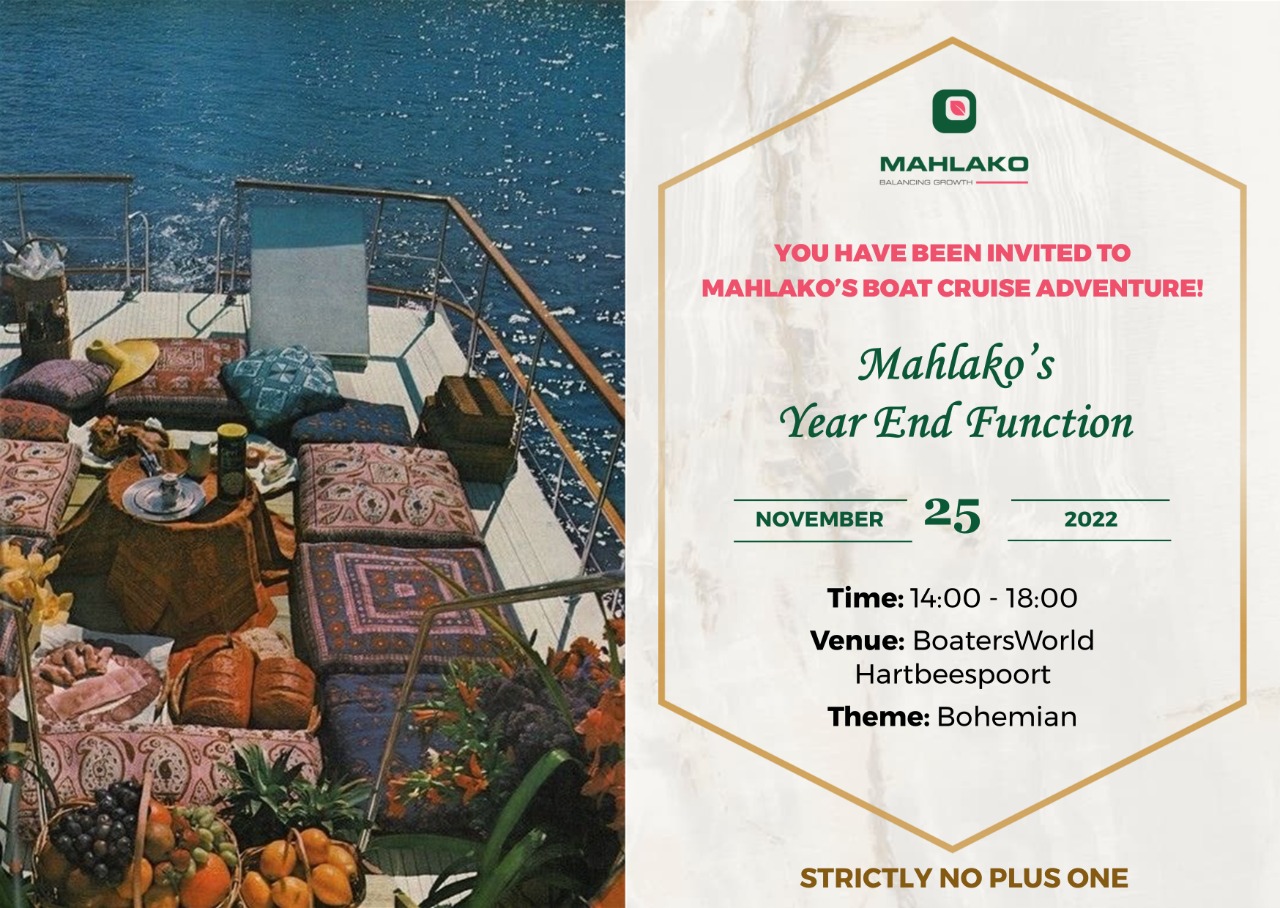 MAHLAKO
BALANCING GROWTH
YOU HAVE BEEN INVITED TO
MAHLAKO'S BOAT CRUISE ADVENTURE!
Mahlako's
Year End Function
NOVEMBER 25 2022
Time: 14:00 - 18:00
Venue: BoatersWorld
Hartbeespoort
Theme: Bohemian
STRICTLY NO PLUS ONE